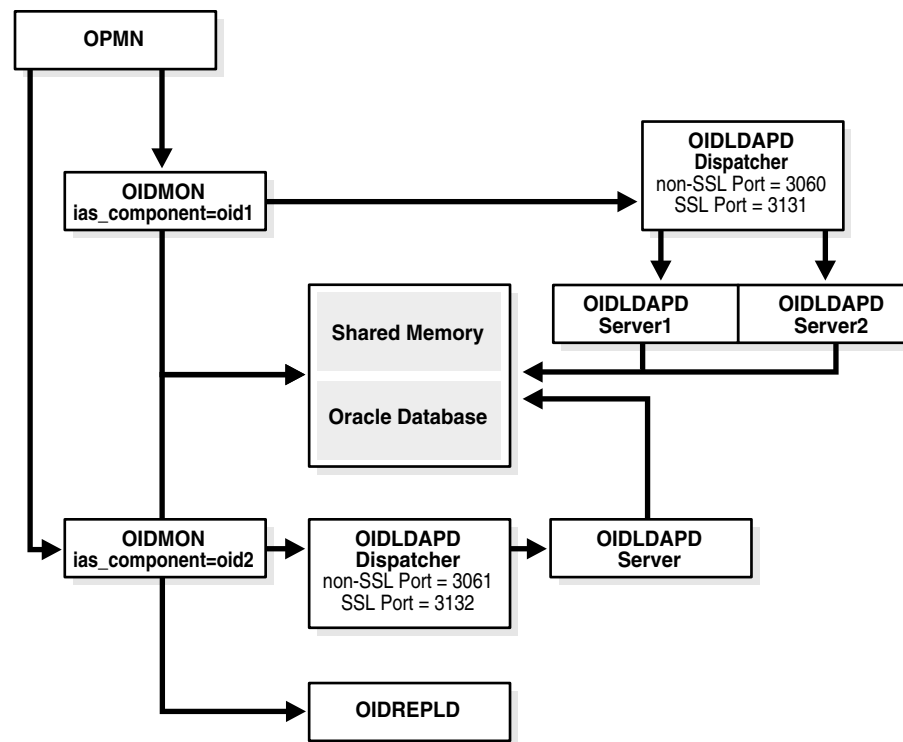 OPMN
OIDMON
ias_component=oid1
OIDLDAPD
Dispatcher
non-SSL Port = 3060
SSL Port = 3131
OIDLDAPD
Server1
OIDLDAPD
Server2
Shared Memory
Oracle Database
OIDMON
ias_component=oid2
OIDLDAPD
Dispatcher
non-SSL Port = 3061
SSL Port = 3132
OIDLDAPD
Server
OIDREPLD